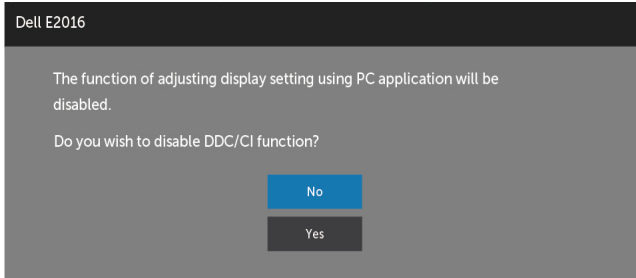 Dell E2016
The function of adjusting display setting using PC application will be
disabled.
Do you wish to disable DDC/CI function?
No
Yes